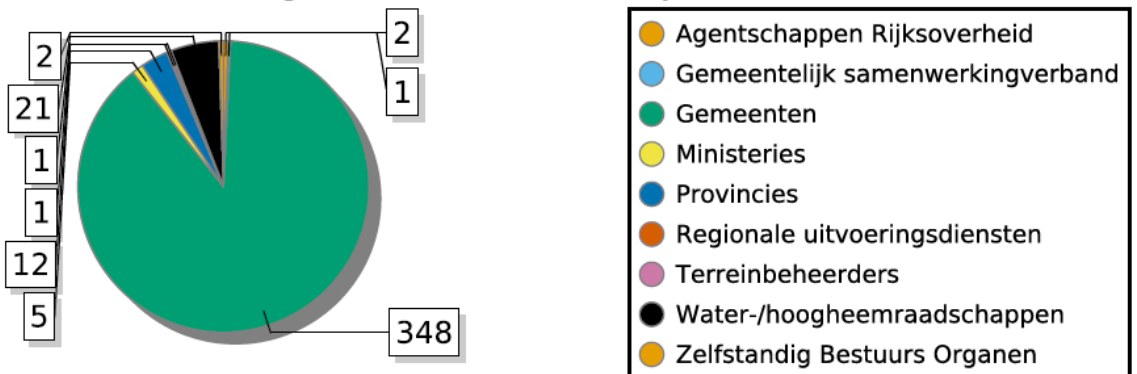 2
21
1
1
12
5
2
1
348
Agentschappen Rijksoverheid
Gemeentelijk samenwerkingverband
Gemeenten
Ministeries
Provincies
Regionale uitvoeringsdiensten
Terreinbeheerders
Water-/hoogheemraadschappen
Zelfstandig Bestuurs Organen